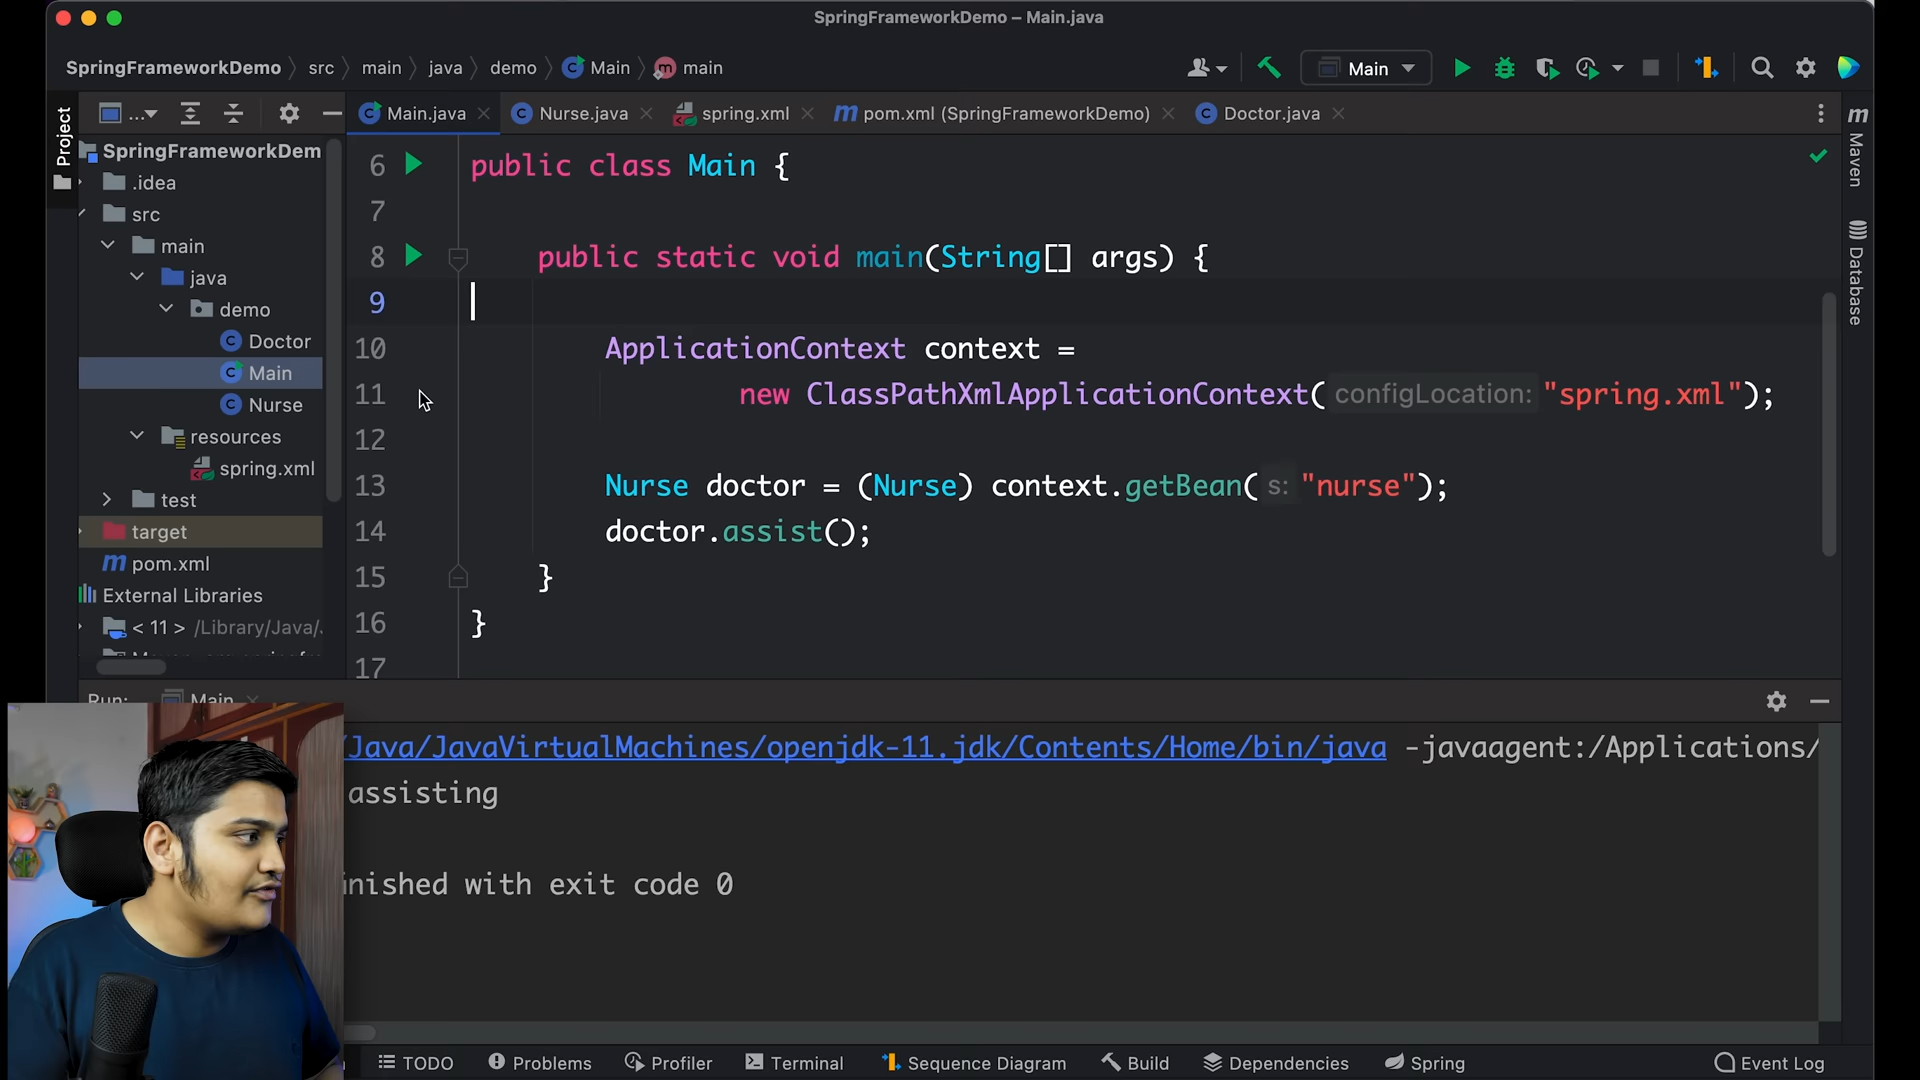 SpringFrameworkDemo – Main.java
SpringFrameworkDemo
src
main
java
demo
Main
main
Main
Project
...
Main.java
Nurse.java
spring.xml
pom.xml (SpringFrameworkDemo)
Doctor.java
SpringFrameworkDem
.idea
src
main
java
demo
Doctor
Main
Nurse
resources
spring.xml
test
target
pom.xml
External Libraries
< 11 > /Library/Java/
6 public class Main {
7
8 public static void main(String[] args) {
9
10 ApplicationContext context =
11 new ClassPathXmlApplicationContext( configLocation: "spring.xml");
12
13 Nurse doctor = (Nurse) context.getBean( s: "nurse");
14 doctor.assist();
15 }
16 }
17
Maven
Database
Run:
Main
/Java/JavaVirtualMachines/openjdk-11.jdk/Contents/Home/bin/java -javaagent:/Applications/
assisting
inished with exit code 0
TODO
Problems
Profiler
Terminal
Sequence Diagram
Build
Dependencies
Spring
Event Log